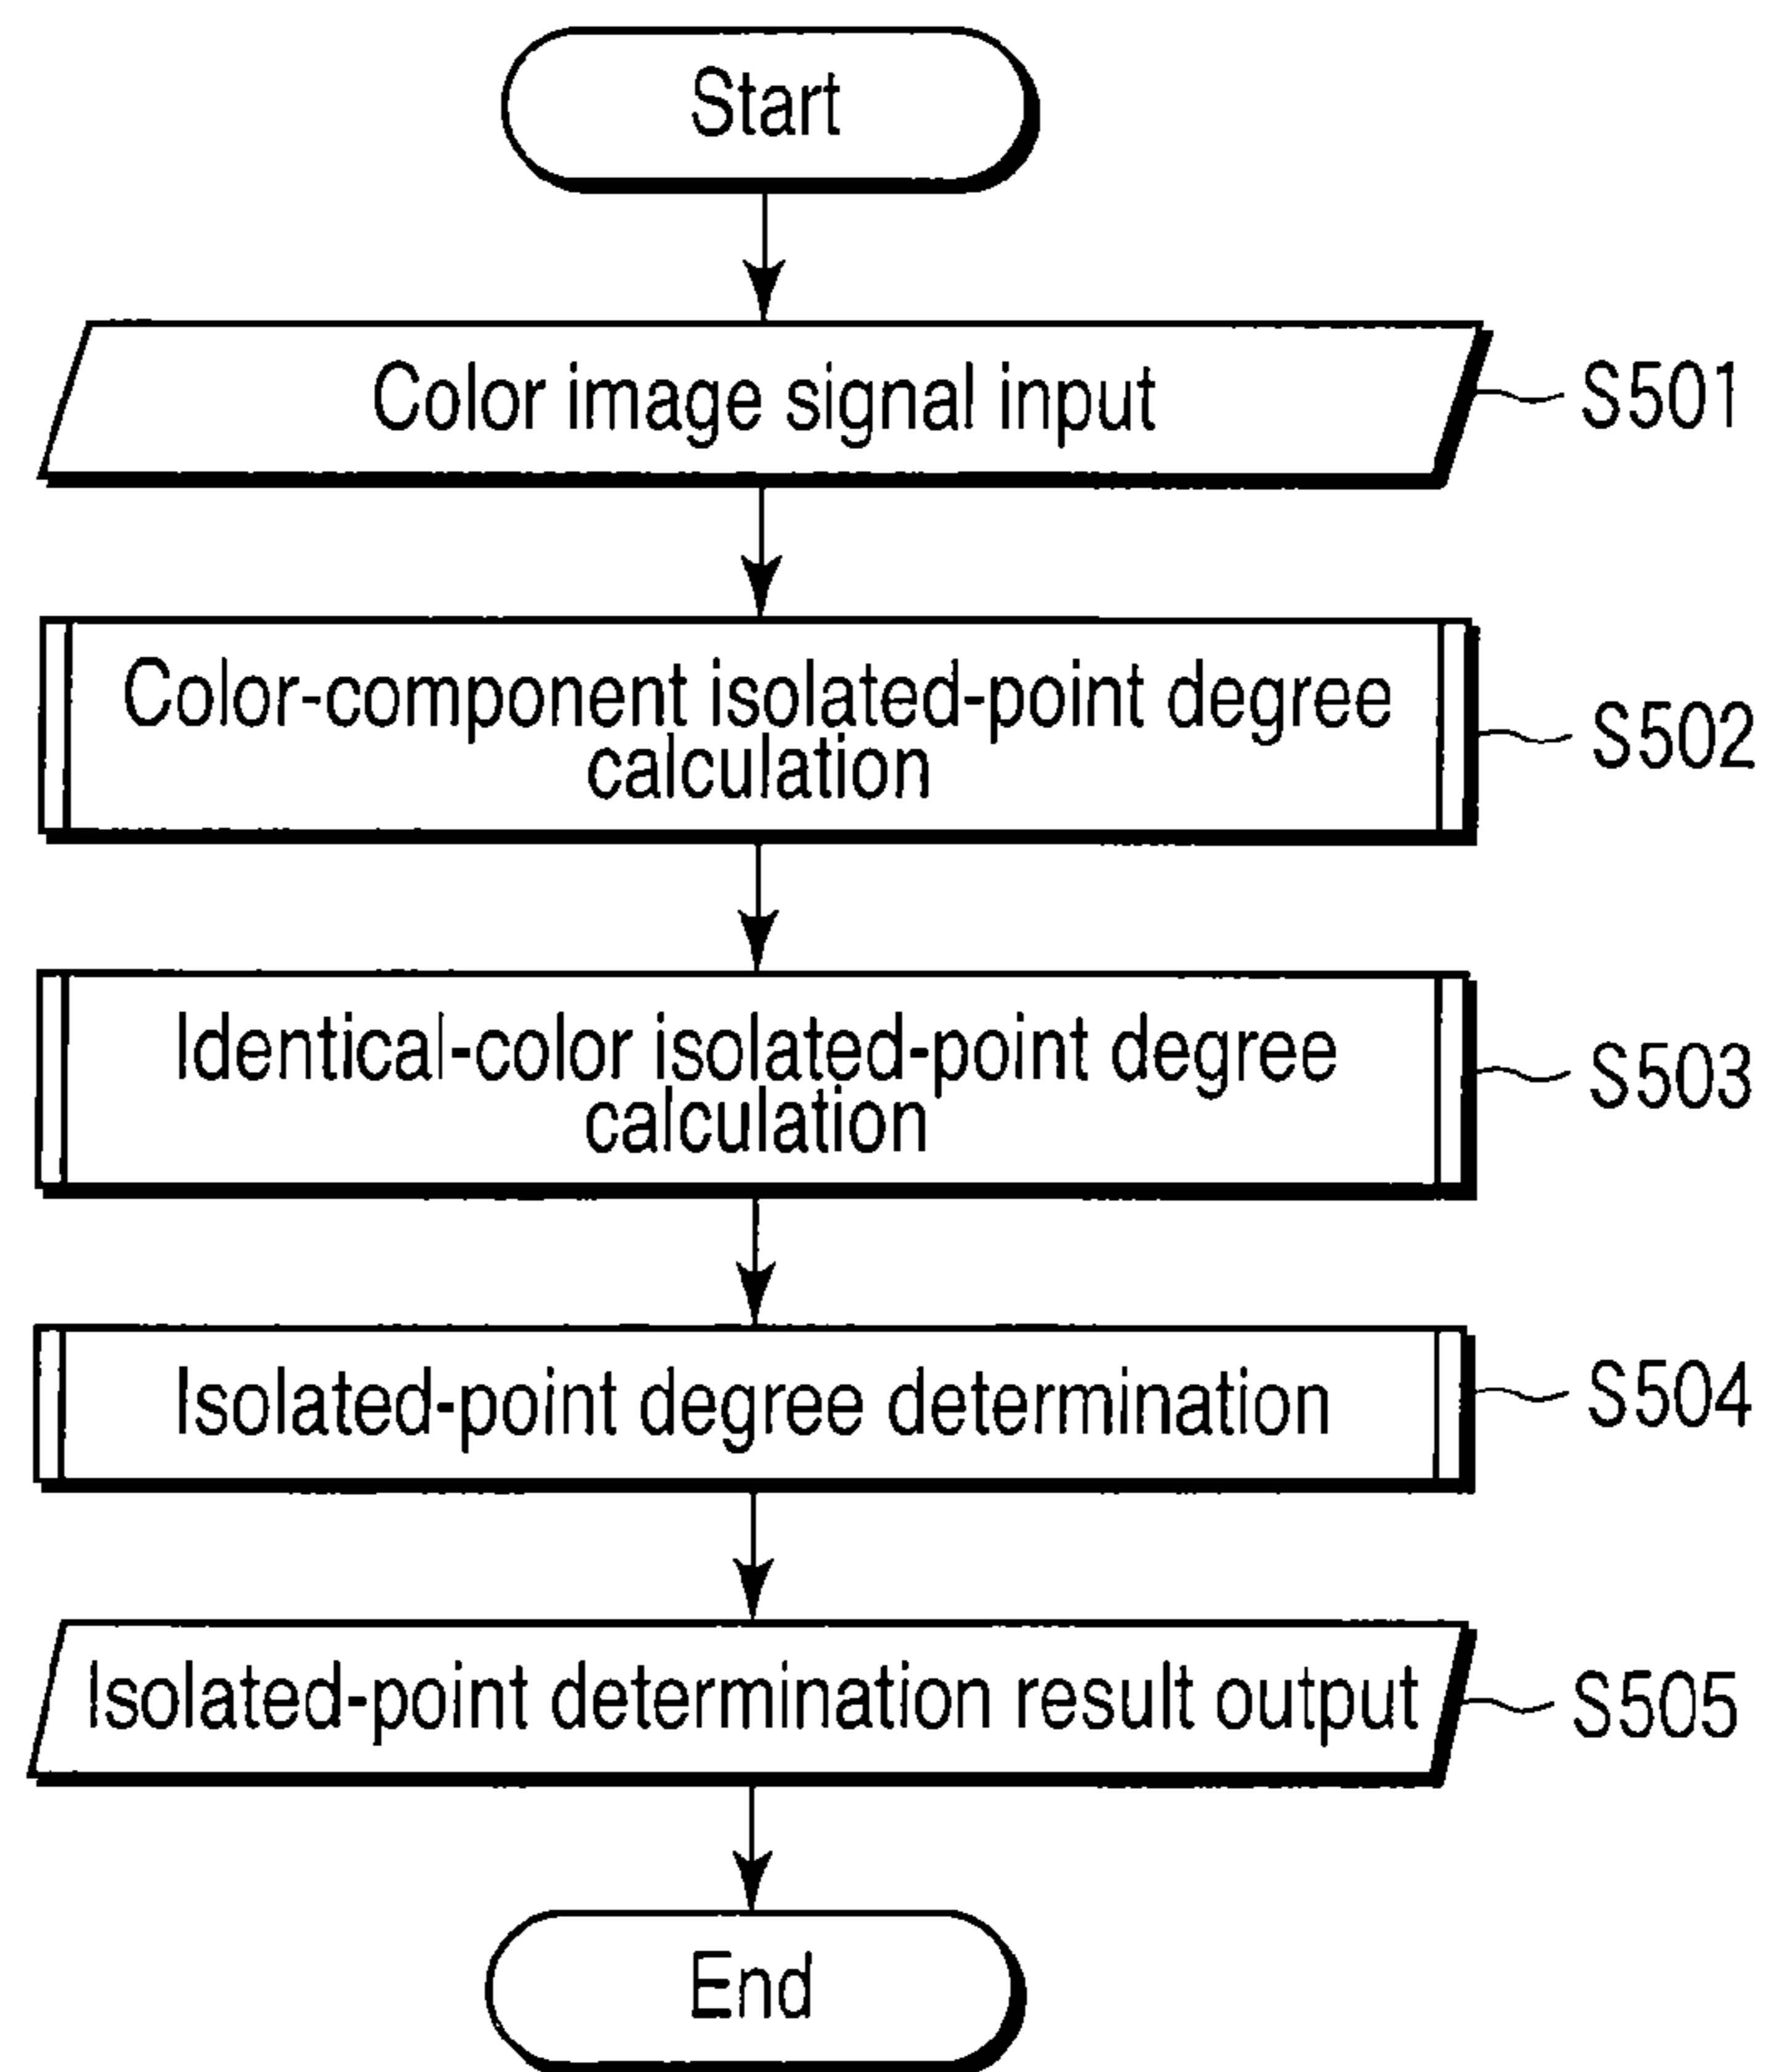 Start
Color image signal input
S501
Color-component isolated-point degree
calculation
S502
Identical-color isolated-point degree
calculation
S503
Isolated-point degree determination
S504
Isolated-point determination result output
S505
End